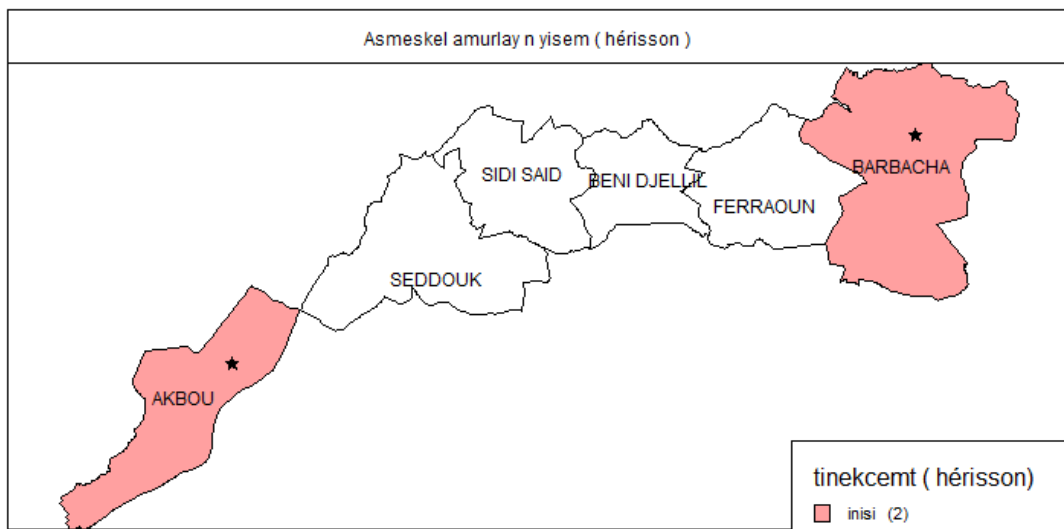 Asmeskel amurlay n yisem ( hérisson )
BARBACHA
SIDI SAID
BENI DJELLIL
FERRAOUN
SEDDOUK
AKBOU
tinekcemt ( hérisson)
inisi (2)